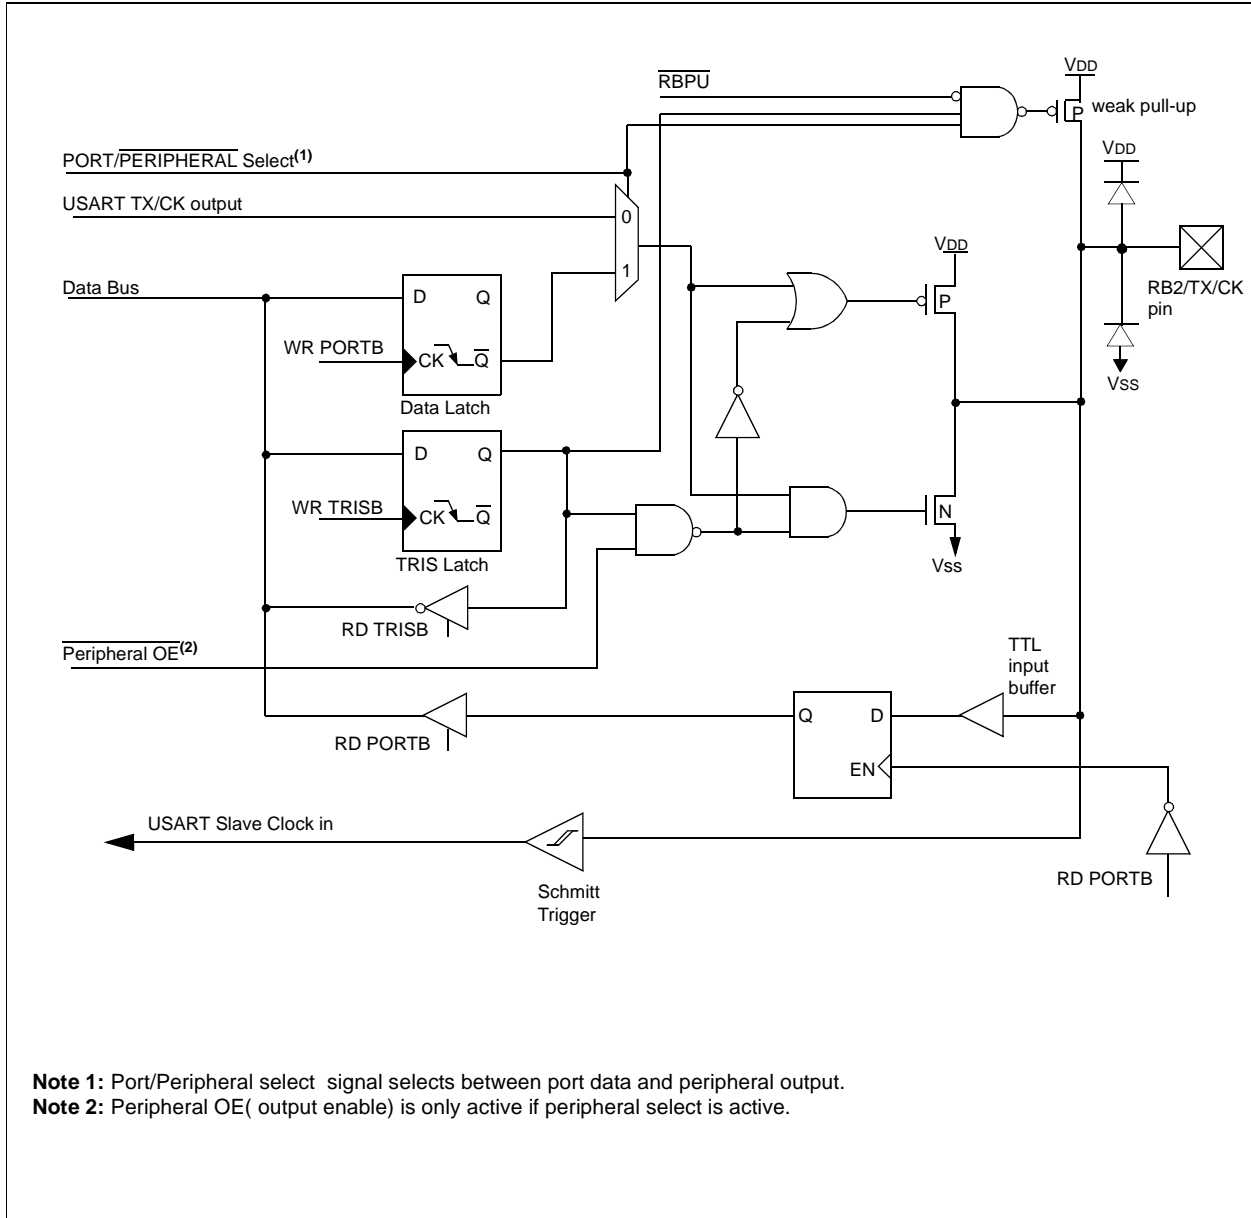 RBPU
VDD
P
weak pull-up
PORT/PERIPHERAL Select(1)
VDD
USART TX/CK output
0
1
VDD
Data Bus
D
Q
P
RB2/TX/CK
pin
WR PORTB
CK
Q
Data Latch
Vss
D
Q
WR TRISB
CK
Q
N
TRIS Latch
Vss
RD TRISB
Peripheral OE(2)
TTL
input
buffer
Q
D
RD PORTB
EN
USART Slave Clock in
Schmitt
Trigger
RD PORTB
Note 1: Port/Peripheral select signal selects between port data and peripheral output.
Note 2: Peripheral OE( output enable) is only active if peripheral select is active.